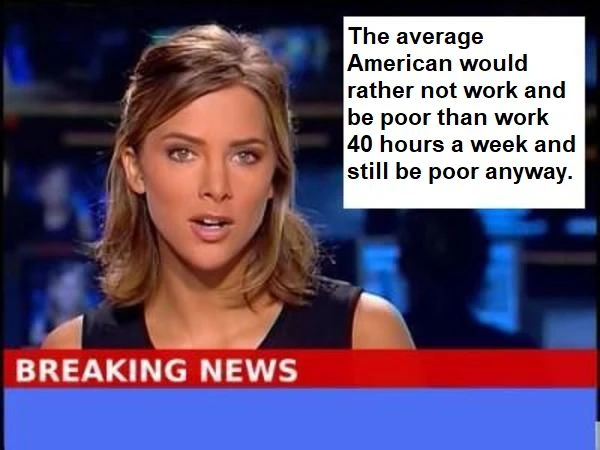 The average
American would
rather not work and
be poor than work
40 hours a week and
still be poor anyway.
BREAKING NEWS